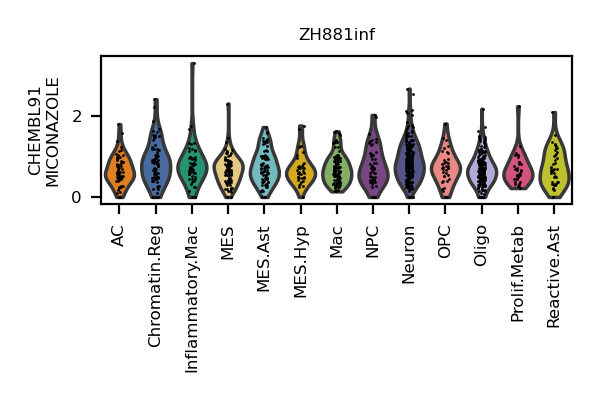 ZH881inf
CHEMBL91
MICONAZOLE
2
0
AC
Chromatin.Reg
Inflammatory.Mac
MES
MES.Ast
MES.Hyp
Mac
NPC
Neuron
OPC
Oligo
Prolif.Metab
Reactive.Ast